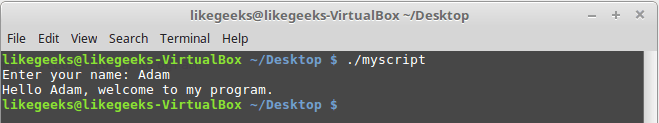 likegeeks@likegeeks-VirtualBox ~/Desktop
File Edit View Search Terminal Help
likegeeks@likegeeks-VirtualBox ~/Desktop $ ./myscript
Enter your name: Adam
Hello Adam, welcome to my program.
likegeeks@likegeeks-VirtualBox ~/Desktop $